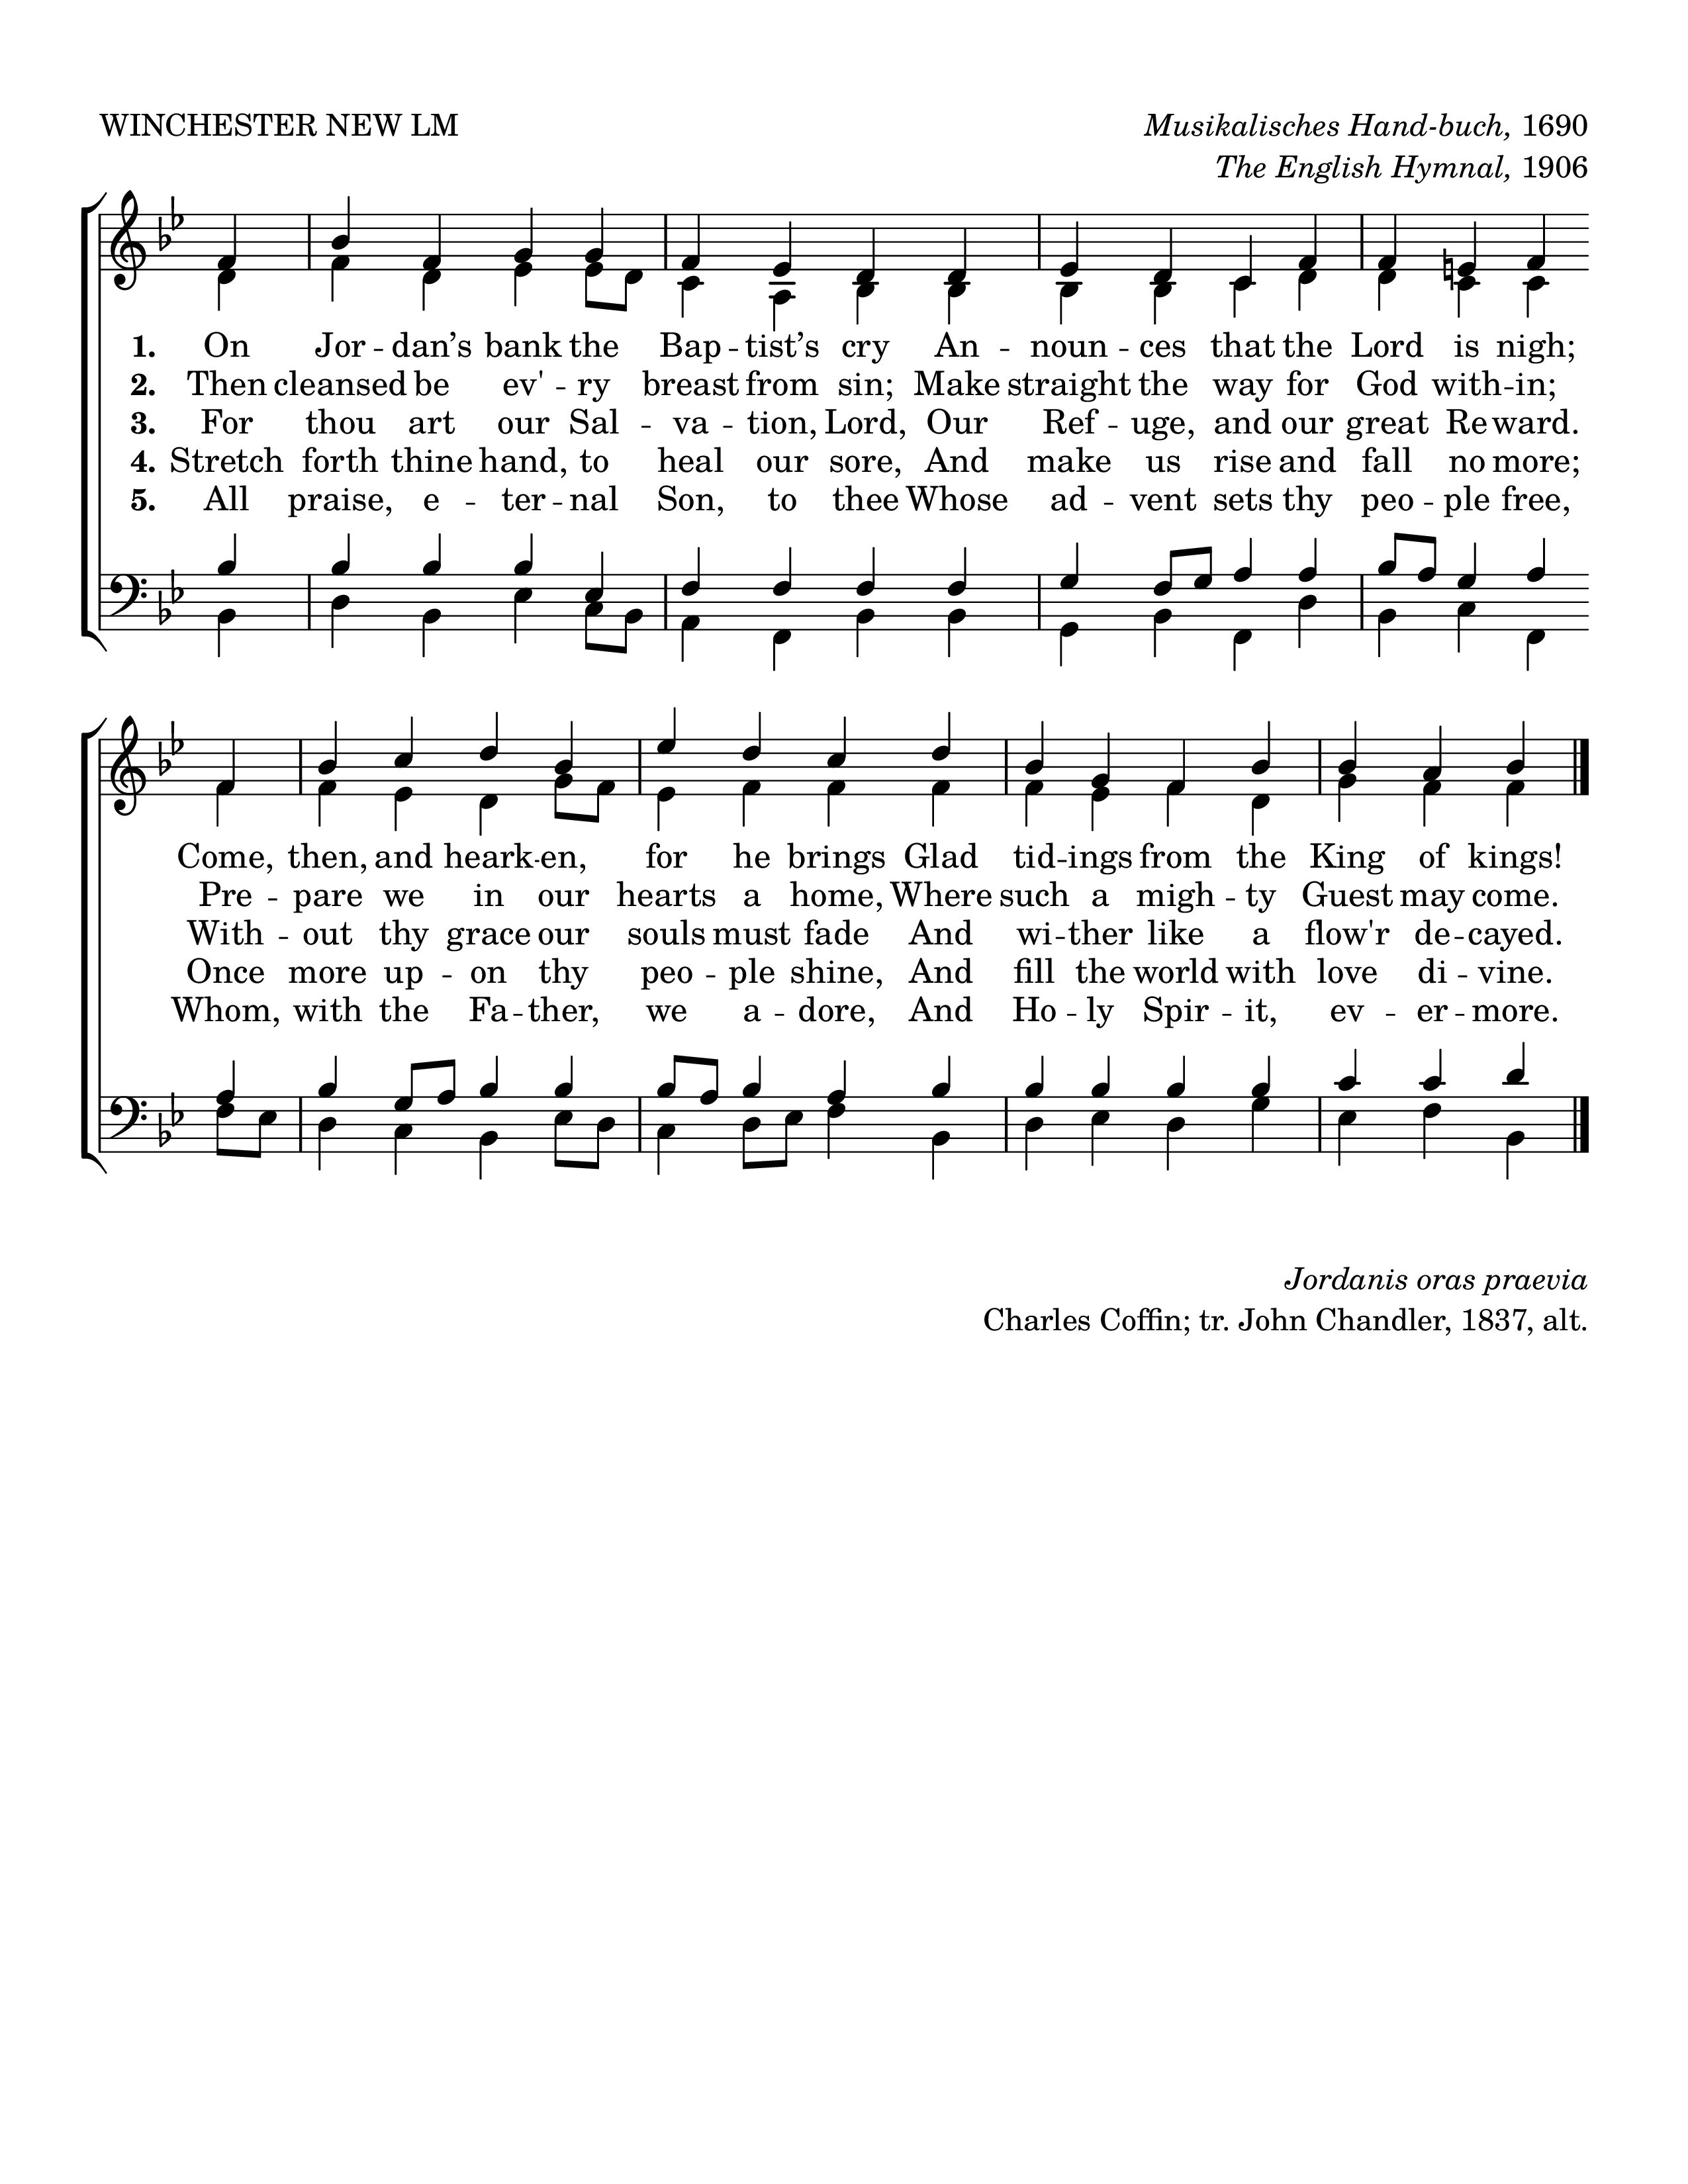 WINCHESTER NEW LM
Musikalisches Hand-buch, 1690
The English Hymnal, 1906
1. On Jor -- dan’s bank the Bap -- tist’s cry An -- noun -- ces that the Lord is nigh;
2. Then cleansed be ev' -- ry breast from sin; Make straight the way for God with -- in;
3. For thou art our Sal -- va -- tion, Lord, Our Ref -- uge, and our great Re -- ward.
4. Stretch forth thine hand, to heal our sore, And make us rise and fall no more;
5. All praise, e -- ter -- nal Son, to thee Whose ad -- vent sets thy peo -- ple free,
Come, then, and heark -- en, for he brings Glad tid -- ings from the King of kings!
Pre -- pare we in our hearts a home, Where such a migh -- ty Guest may come.
With -- out thy grace our souls must fade And wi -- ther like a flow'r de -- cayed.
Once more up -- on thy peo -- ple shine, And fill the world with love di -- vine.
Whom, with the Fa -- ther, we a -- dore, And Ho -- ly Spir -- it, ev -- er -- more.
Jordanis oras praevia
Charles Coffin; tr. John Chandler, 1837, alt.